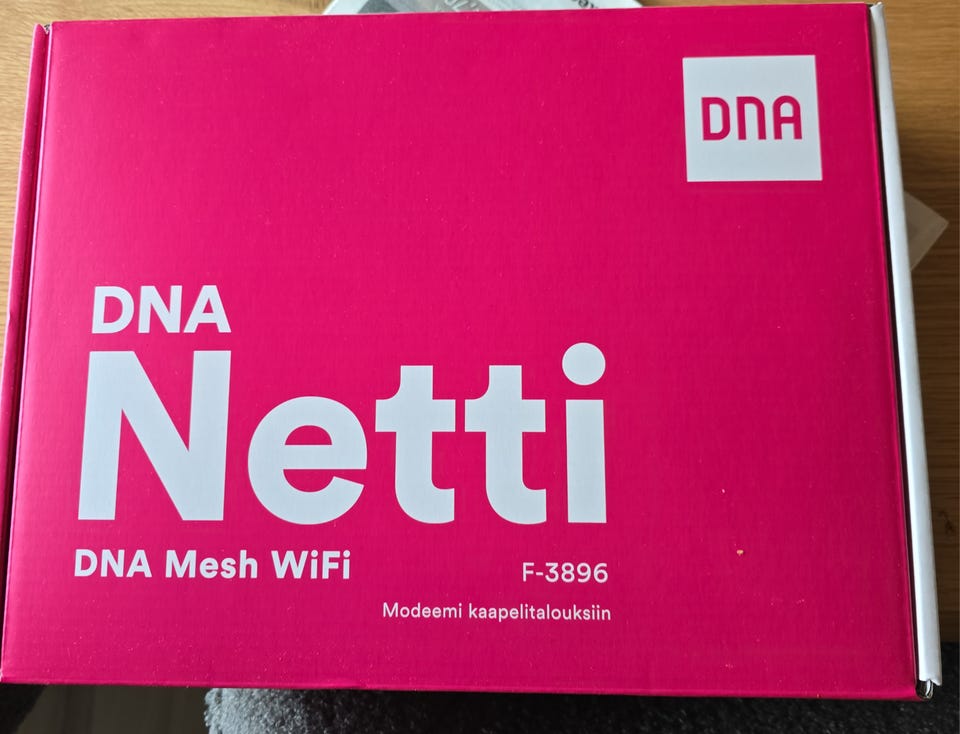 DNA
DNA
Netti
DNA Mesh WiFi
F-3896
Modeemi kaapelitalouksiin